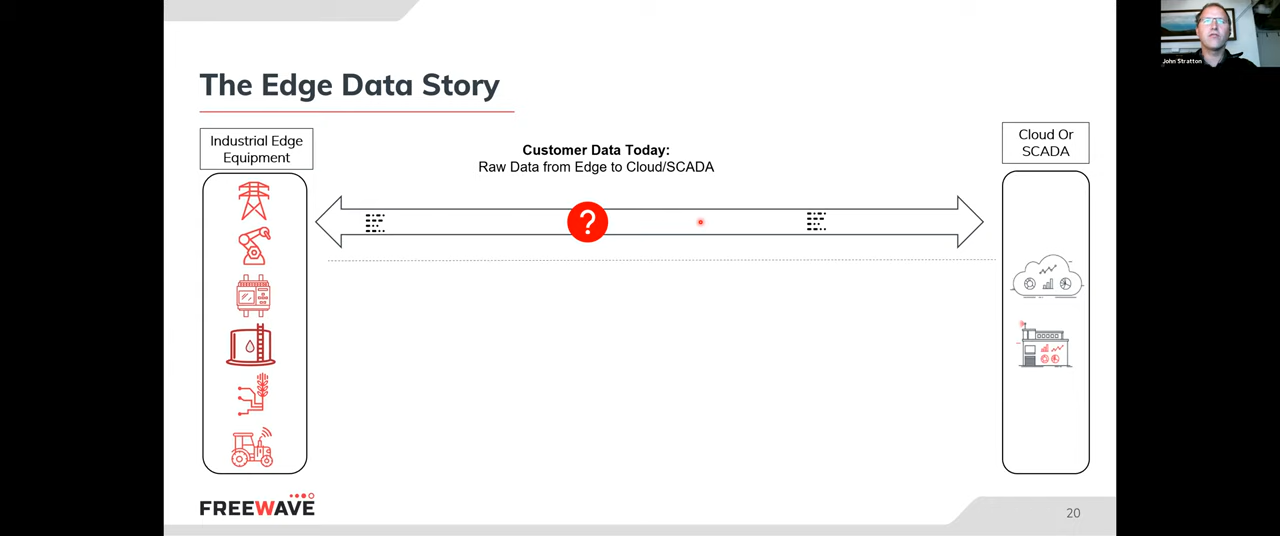 John Stratton
The Edge Data Story
Industrial Edge
Equipment
Customer Data Today:
Raw Data from Edge to Cloud/SCADA
Cloud Or
SCADA
?
FREEWAVE
20